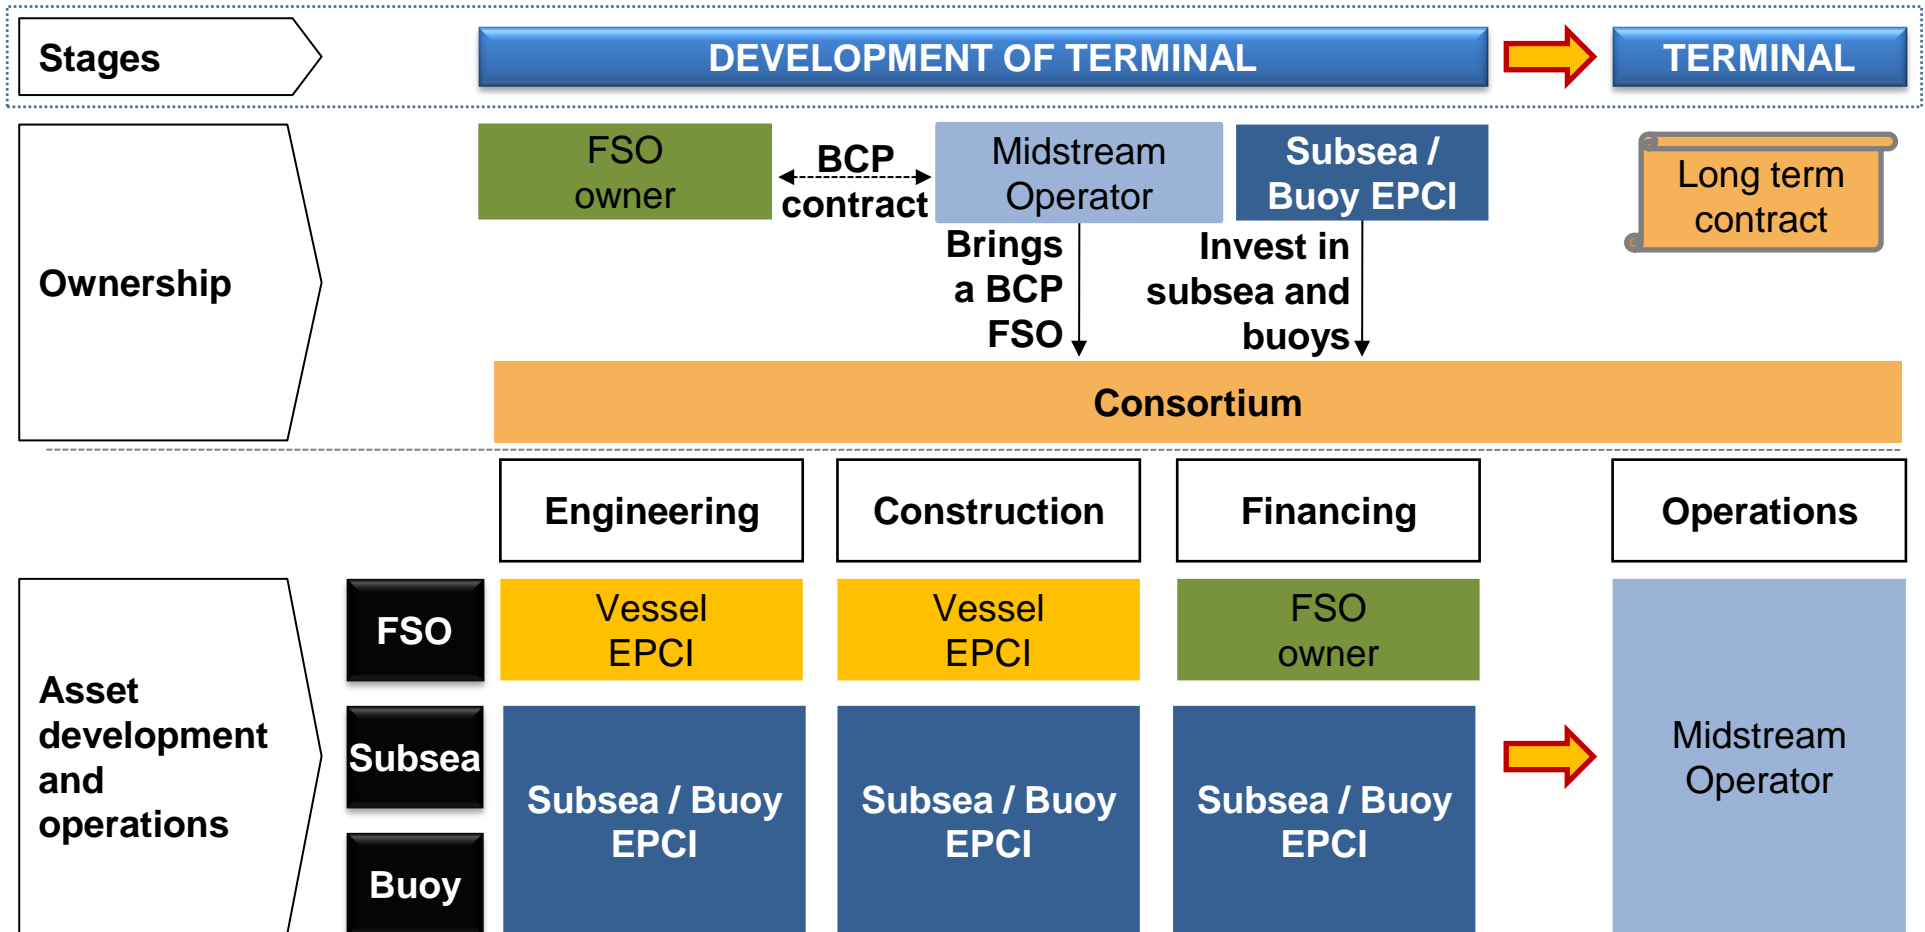 Stages
DEVELOPMENT OF TERMINAL
TERMINAL
Ownership
FSO
owner
BCP
contract
Midstream
Operator
Subsea /
Buoy EPCI
Long term
contract
Brings
a BCP
FSO
Invest in
subsea and
buoys
Consortium
Engineering
Construction
Financing
Operations
Asset
development
and
operations
FSO
Vessel
EPCI
Vessel
EPCI
FSO
owner
Subsea
Buoy
Subsea / Buoy
EPCI
Subsea / Buoy
EPCI
Subsea / Buoy
EPCI
Midstream
Operator